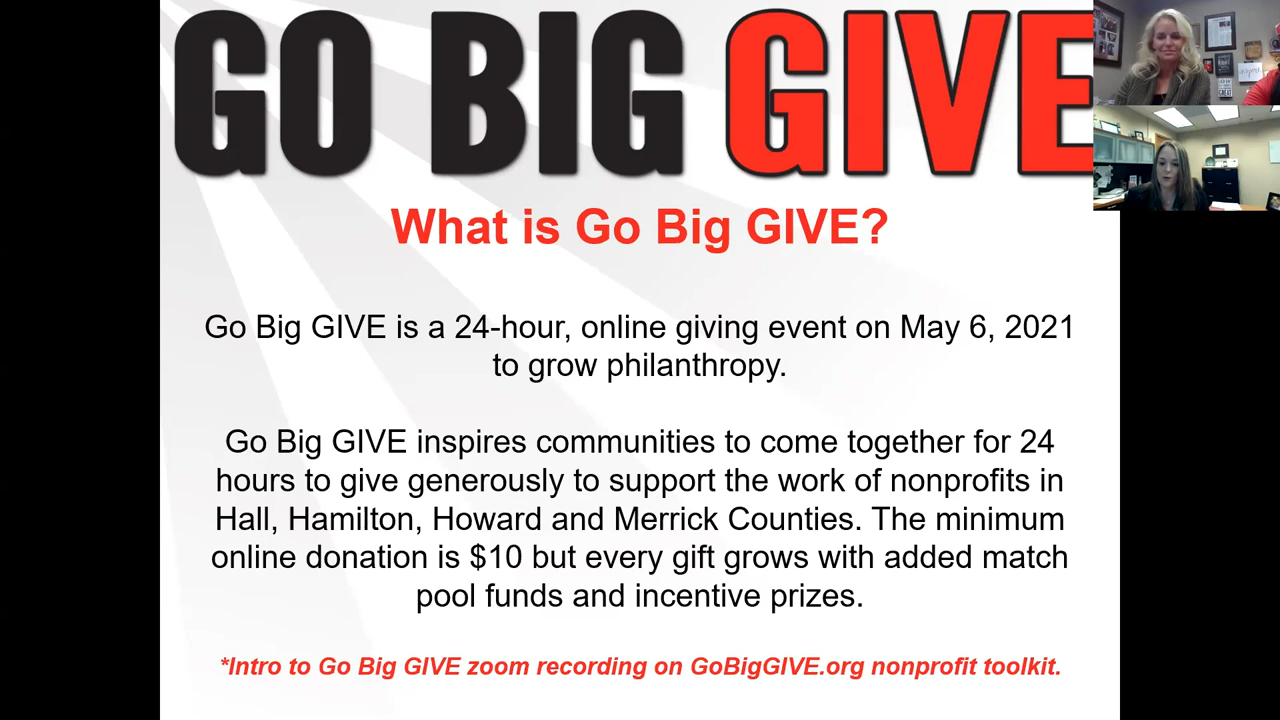 GO BIG GIVE
What is Go Big GIVE?
Go Big GIVE is a 24-hour, online giving event on May 6, 2021
to grow philanthropy.
Go Big GIVE inspires communities to come together for 24
hours to give generously to support the work of nonprofits in
Hall, Hamilton, Howard and Merrick Counties. The minimum
online donation is $10 but every gift grows with added match
pool funds and incentive prizes.
*Intro to Go Big GIVE zoom recording on GoBigGIVE.org nonprofit toolkit.